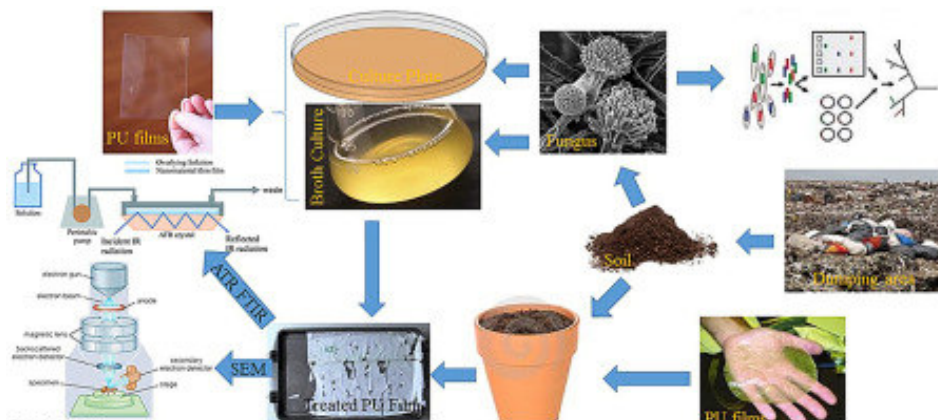 Culture Plate
PU films
Fungus
Broth Culture
Overlying Solution
waste
Solution
pump
ATR crystal
Incident IR
radiation
Reflected
IR radiation
Soil
Dumping area
electron gun
electron beam
anode
magnetic lens
backscattered
electron detector
secondary
electron detector
specimen
stage
ATR FTIR
SEM
Treated PU Film
PU films